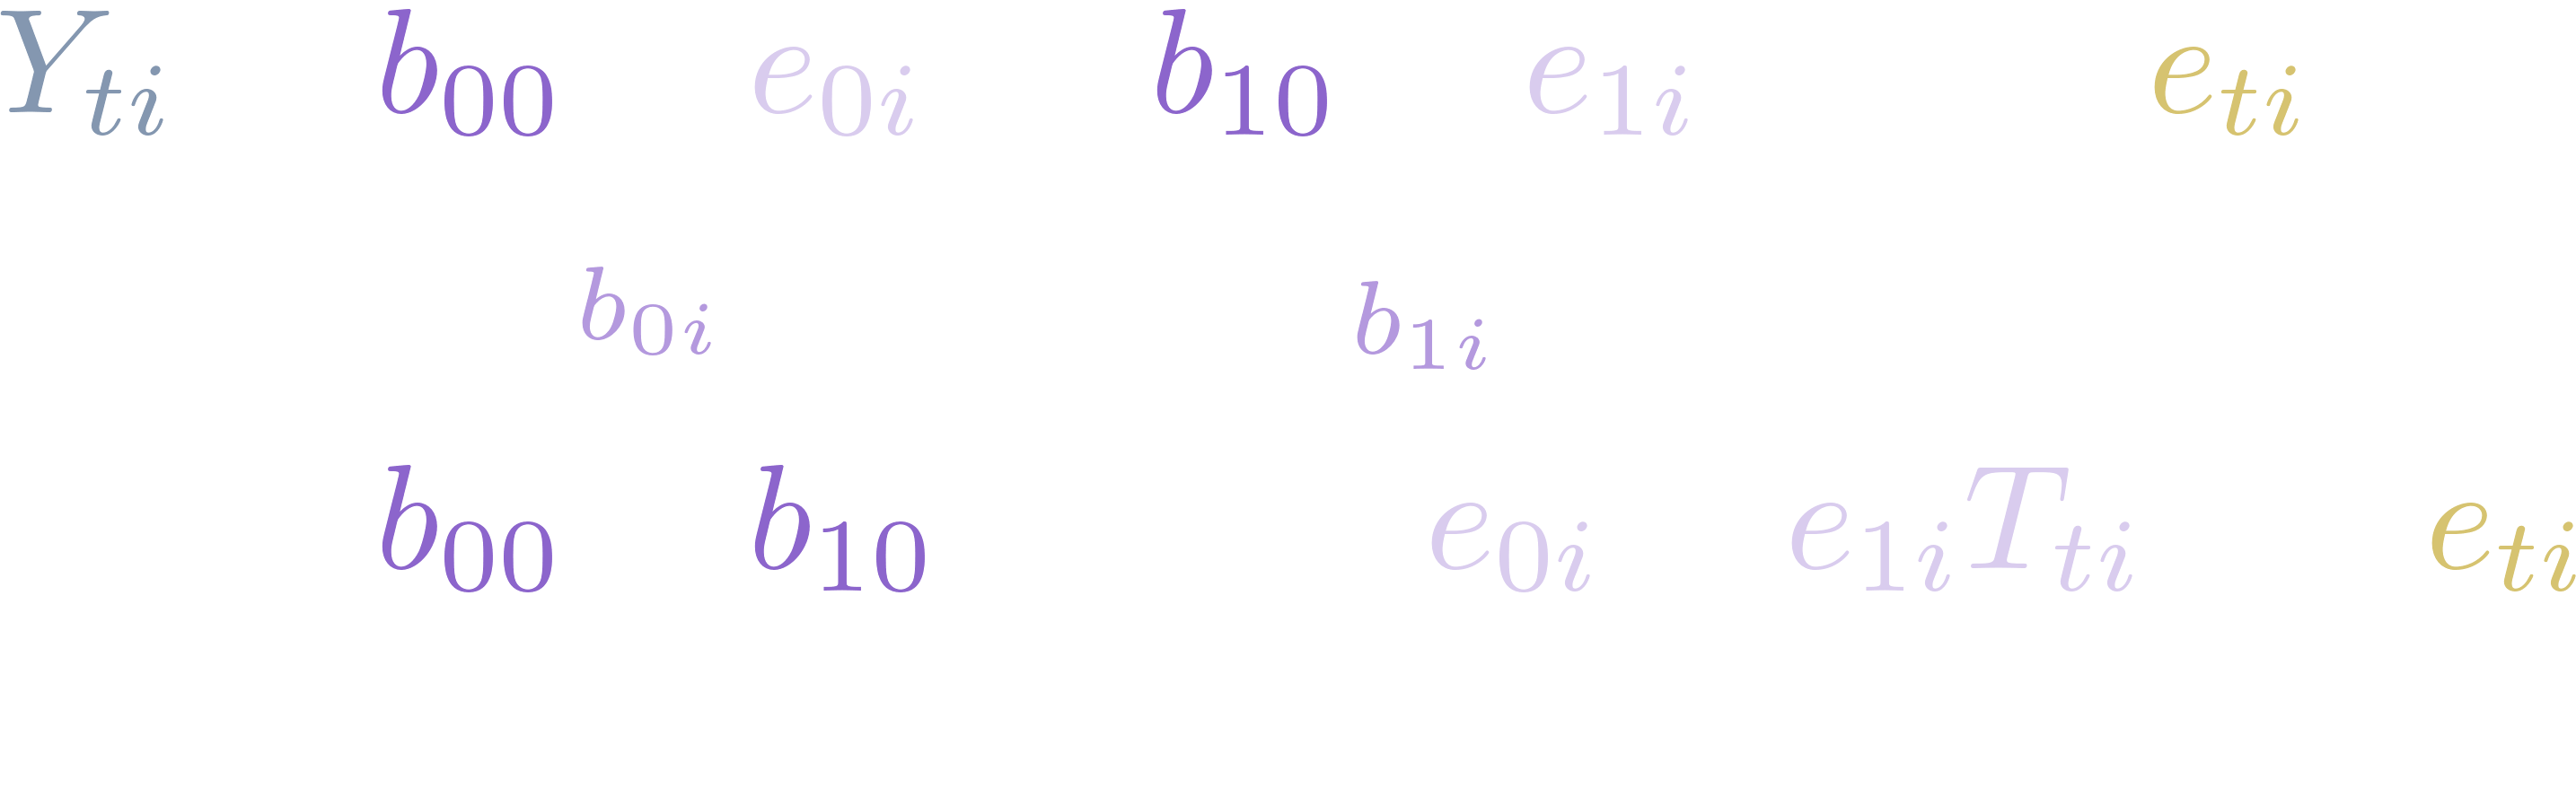 Y_{ti} b_{00} e_{0i} b_{10} e_{1i} e_{ti}
b_{0i} b_{1i}
b_{00} b_{10} e_{0i} e_{1i}T_{ti} e_{ti}